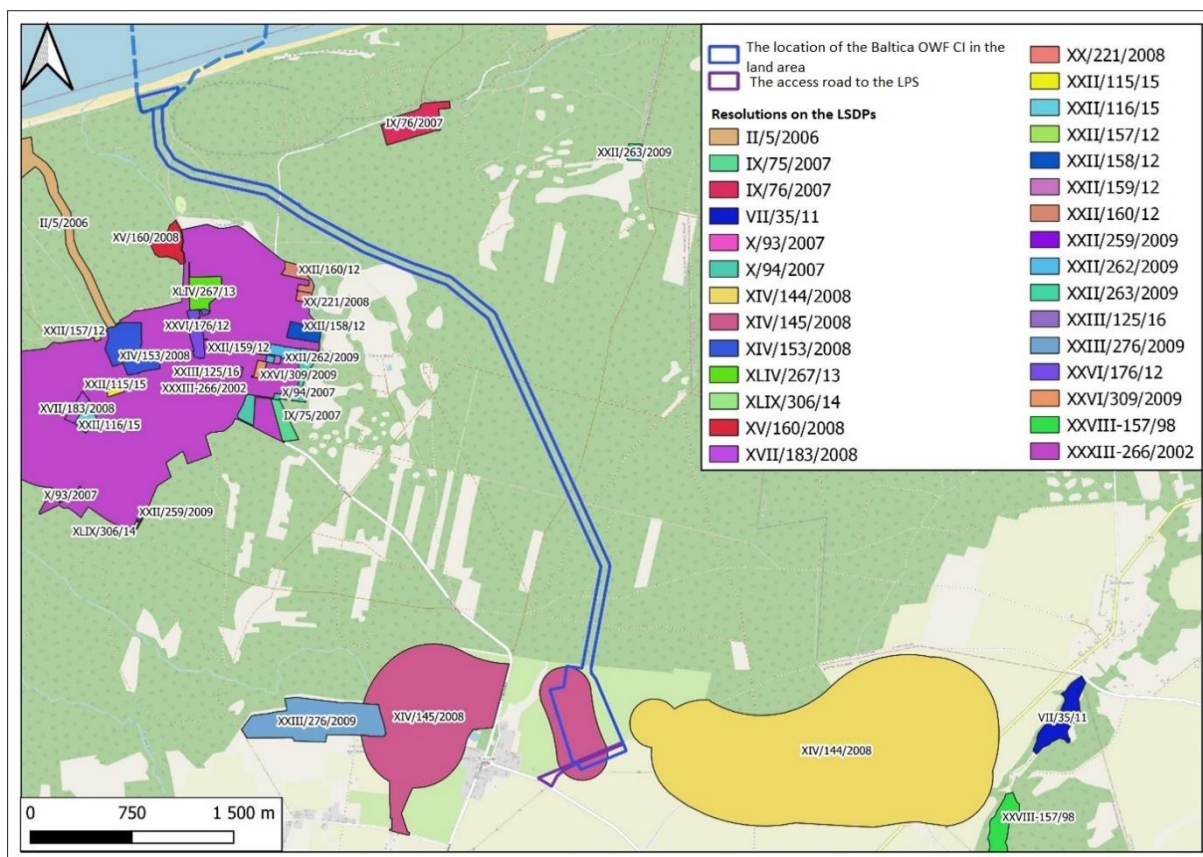 The location of the Baltica OWF CI in the
land area
The access road to the LPS
Resolutions on the LSDPs
II/5/2006
IX/75/2007
IX/76/2007
VII/35/11
X/93/2007
X/94/2007
XIV/144/2008
XIV/145/2008
XIV/153/2008
XLIV/267/13
XLIX/306/14
XV/160/2008
XVII/183/2008
XX/221/2008
XXII/115/15
XXII/116/15
XXII/157/12
XXII/158/12
XXII/159/12
XXII/160/12
XXII/259/2009
XXII/262/2009
XXII/263/2009
XXIII/125/16
XXIII/276/2009
XXVI/176/12
XXVI/309/2009
XXVIII-157/98
XXXIII-266/2002
IX/76/2007
XXII/263/2009
II/5/2006
XV/160/2008
XXII/160/12
XLIV/267/13
XX/221/2008
XXVI/176/12
XXII/157/12
XXII/158/12
XXII/159/12
XIV/153/2008
XXII/262/2009
XXIII/125/16
XXVI/309/2009
XXII/115/15
XXXIII-266/2002
X/94/2007
XVII/183/2008
XXII/116/15
IX/75/2007
X/93/2007
XXII/259/2009
XLIX/306/14
XXIII/276/2009
XIV/145/2008
XIV/144/2008
VII/35/11
XXVIII-157/98
0 750 1 500 m